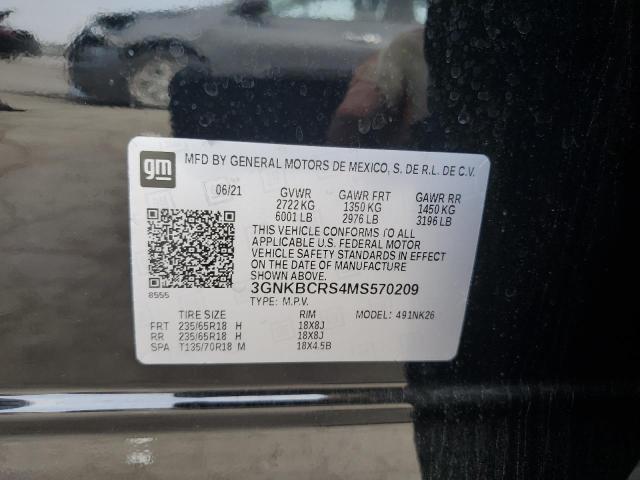 gm MFD BY GENERAL MOTORS DE MEXICO, S. DE R.L. DE C.V.
06/21 GVWR GAWR FRT GAWR RR
2722 KG 1350 KG 1450 KG
6001 LB 2976 LB 3196 LB
THIS VEHICLE CONFORMS TO ALL
APPLICABLE U.S. FEDERAL MOTOR
VEHICLE SAFETY STANDARDS IN EFFECT
ON THE DATE OF MANUFACTURE
SHOWN ABOVE.
8555 3GNKBCRS4MS570209
TYPE: M.P.V.
TIRE SIZE RIM MODEL: 491NK26
FRT 235/65R18 H 18X8J
RR 235/65R18 H 18X8J
SPA T135/70R18 M 18X4.5B